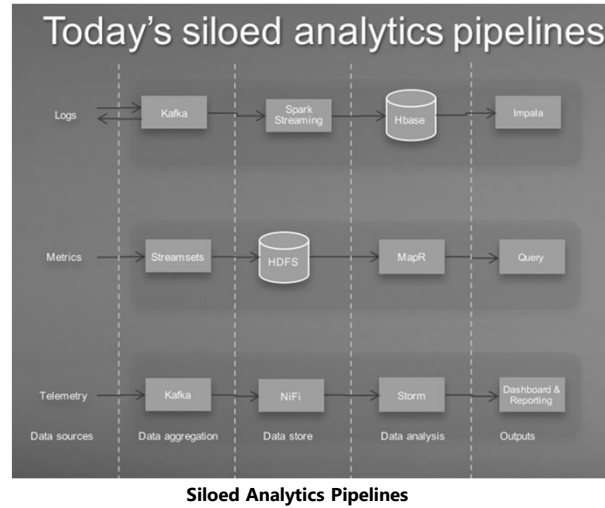 Today's siloed analytics pipelines
Logs
Kafka
Spark
Streaming
Hbase
Impala
Metrics
Streamsets
HDFS
MapR
Query
Telemetry
Kafka
NiFi
Storm
Dashboard &
Reporting
Data sources
Data aggregation
Data store
Data analysis
Outputs
Siloed Analytics Pipelines